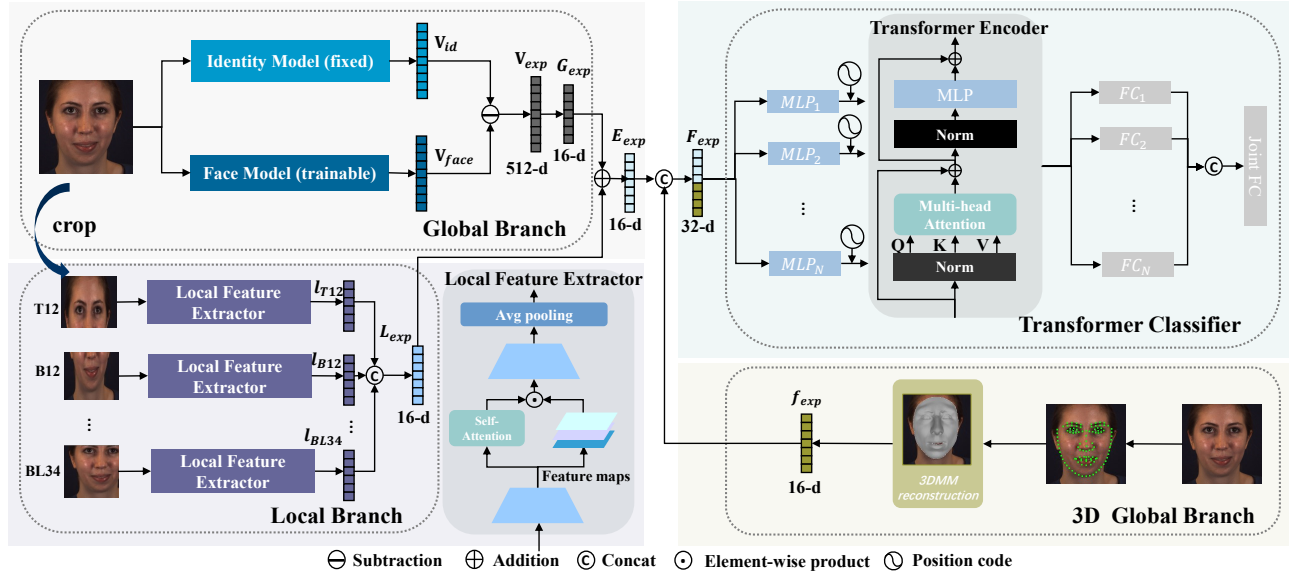 Identity Model (fixed)
V_id
V_exp
G_exp
Face Model (trainable)
V_face
512-d
16-d
E_exp
16-d
Global Branch
crop
T12
Local Feature
Extractor
l_T12
B12
Local Feature
Extractor
l_B12
...
...
BL34
Local Feature
Extractor
l_BL34
L_exp
C
16-d
Local Branch
Local Feature Extractor
Avg pooling
Self-
Attention
Feature maps
C
F_exp
32-d
MLP_1
MLP_2
...
MLP_N
Transformer Encoder
MLP
Norm
Multi-head
Attention
Q K V
Norm
FC_1
FC_2
...
FC_N
C
Joint FC
Transformer Classifier
f_exp
16-d
3DMM
reconstruction
3D Global Branch
Subtraction
Addition
C Concat
Element-wise product
Position code